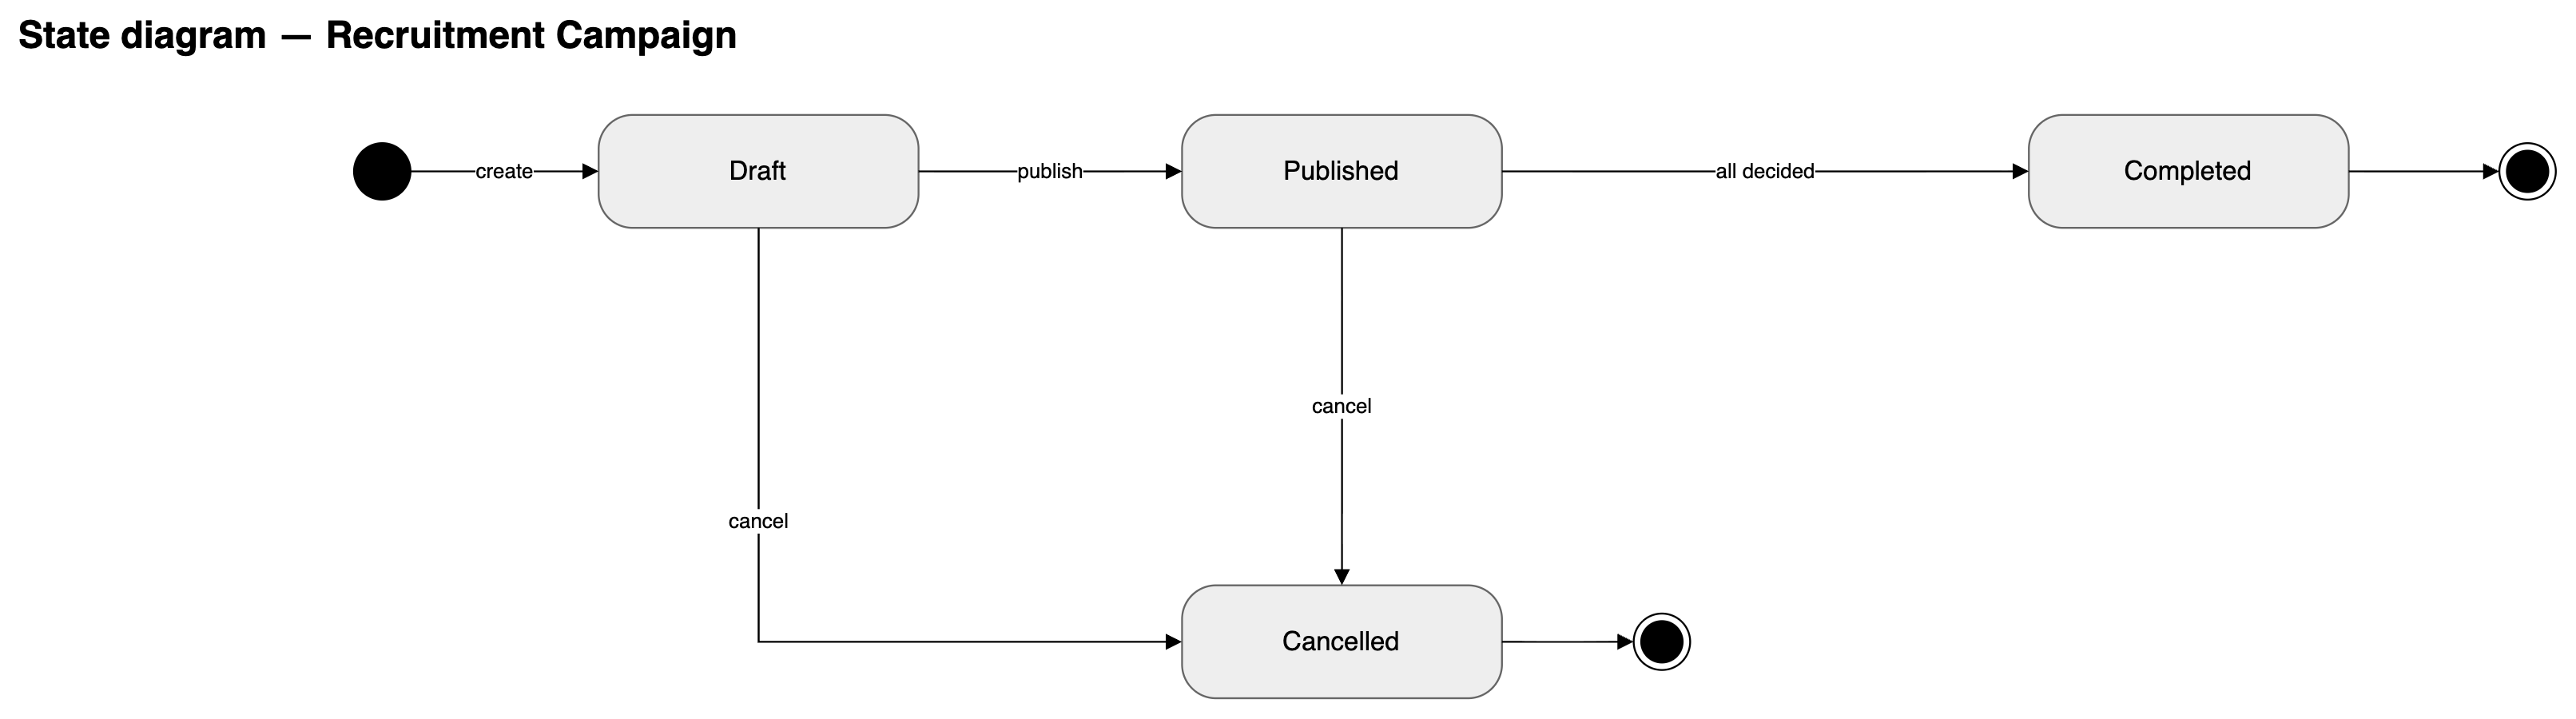 State diagram — Recruitment Campaign
create
Draft
publish
Published
all decided
Completed
cancel
cancel
Cancelled